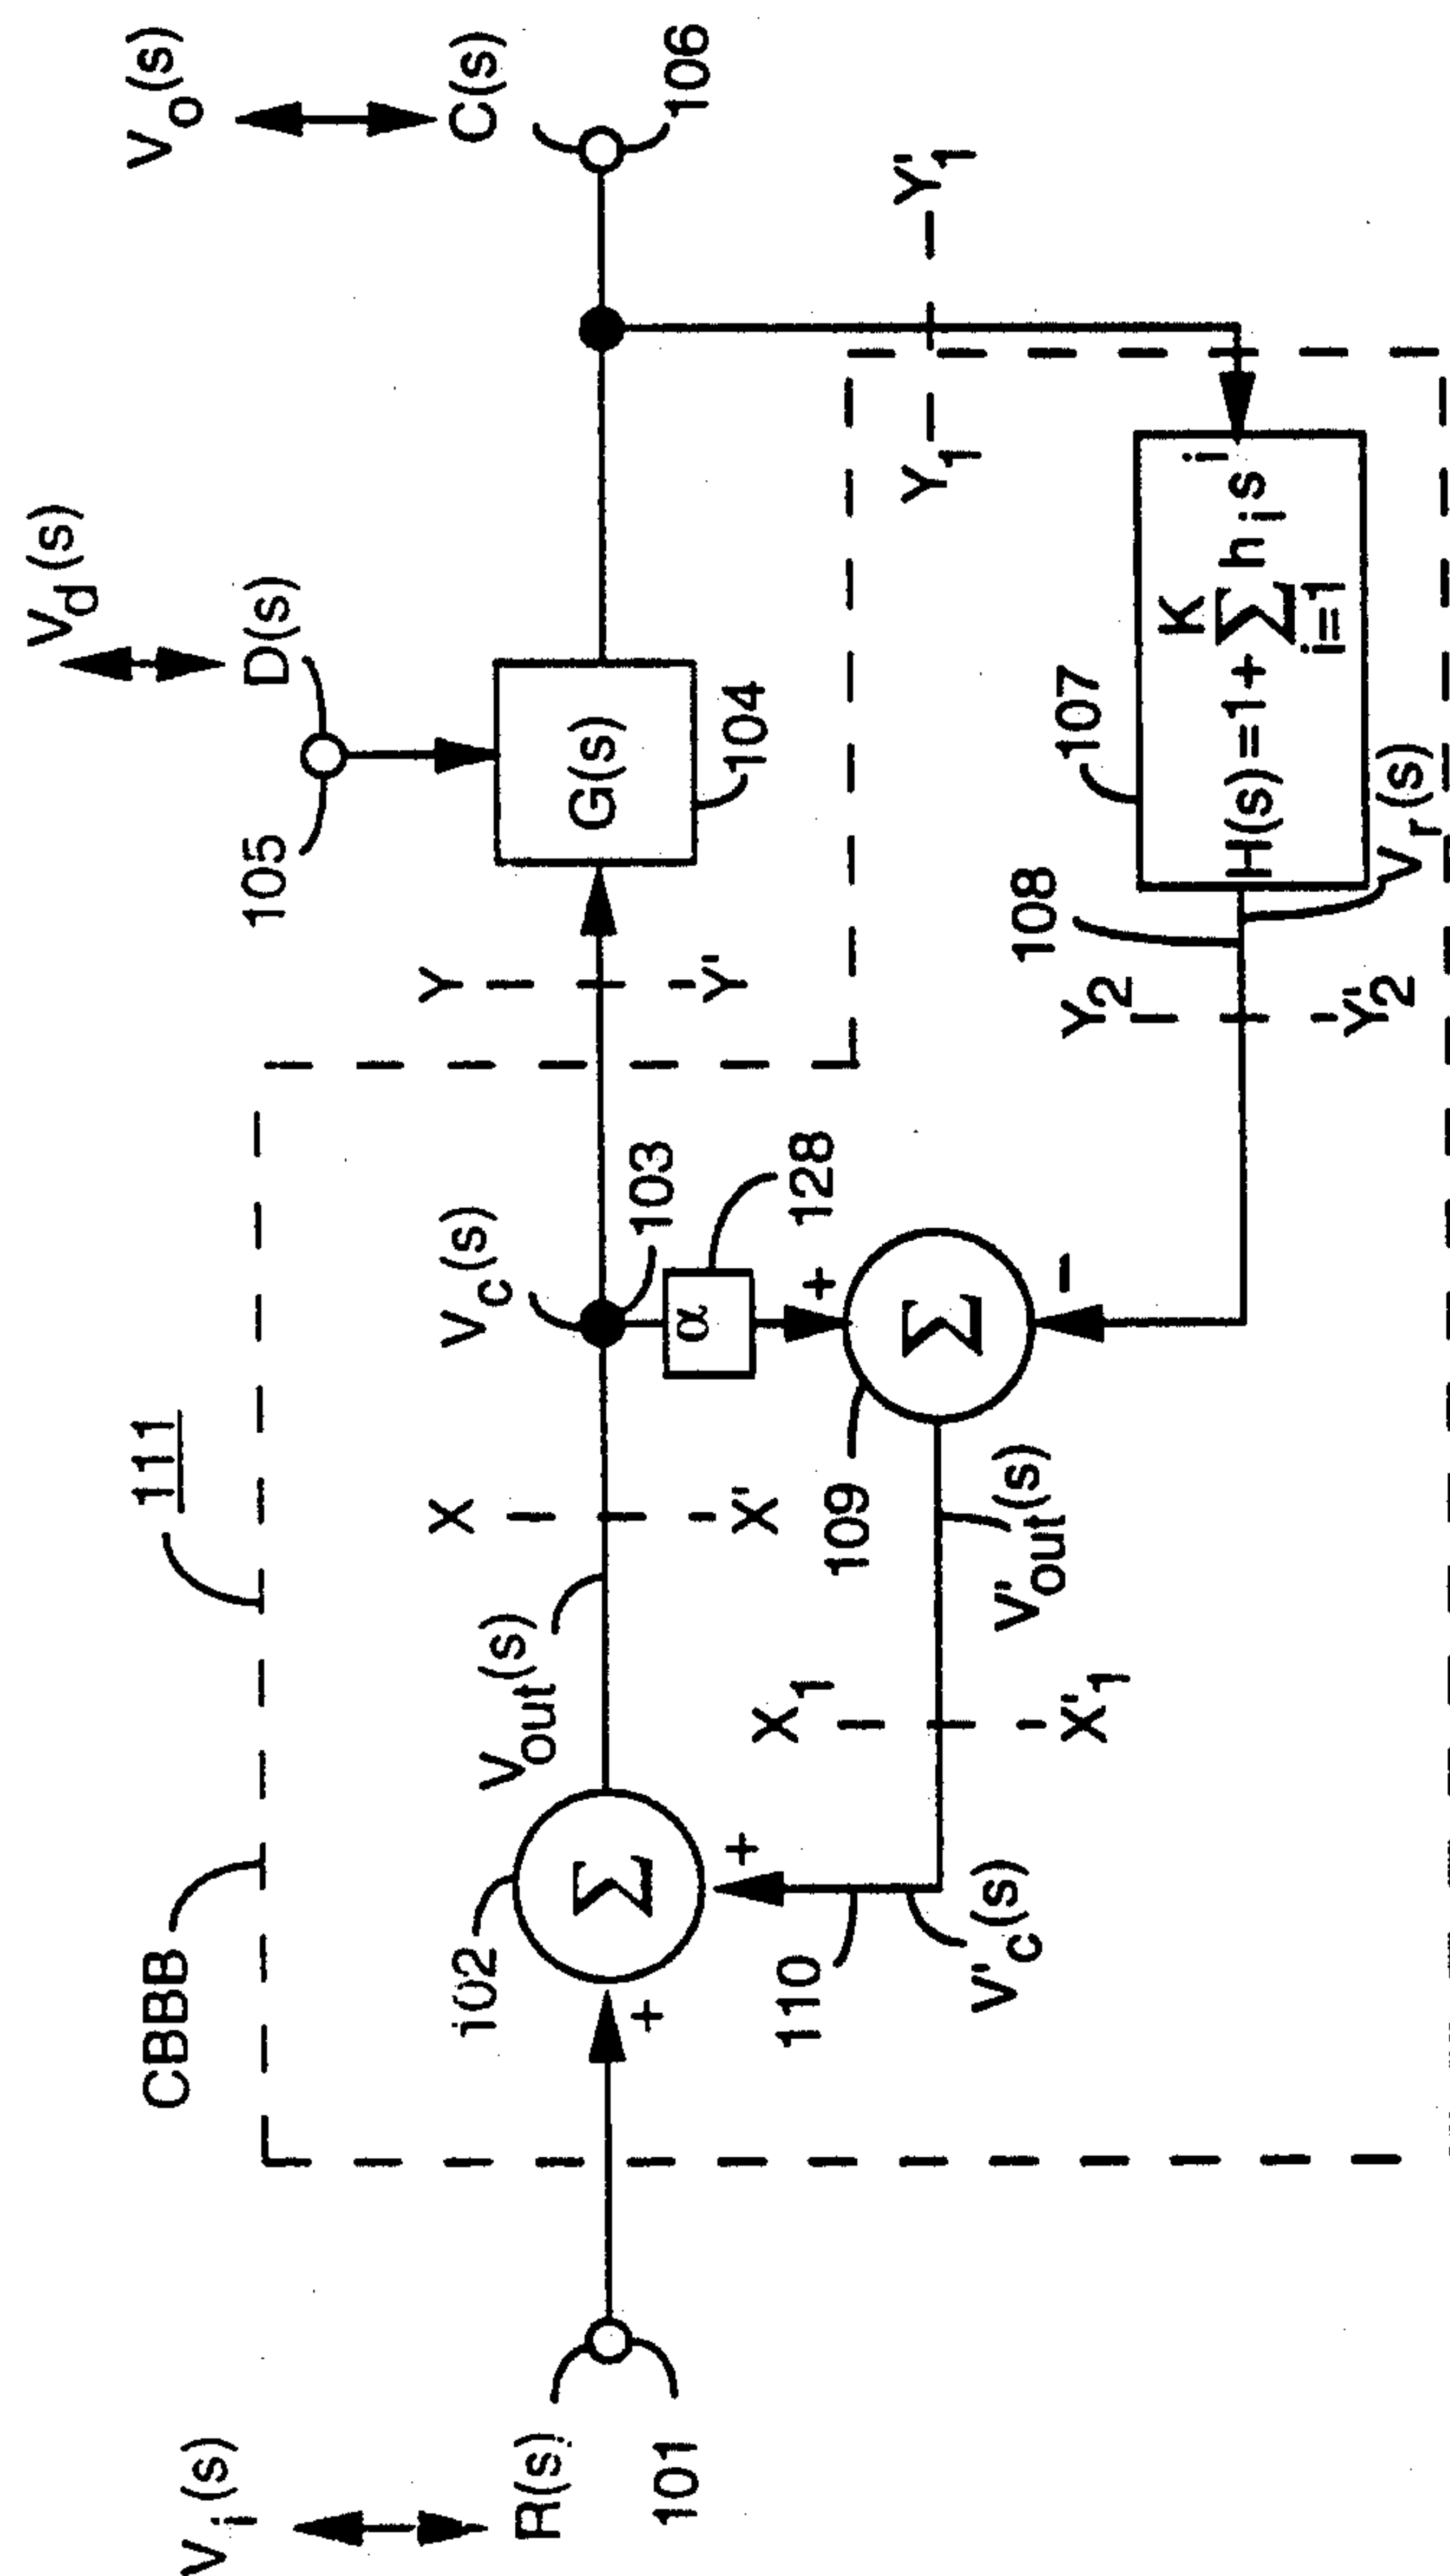 V_i(s)
R(s)
101
CBBB
111
102
+
+
V_out(s)
X
X'
V_c(s)
103
α
128
+
-
Σ
Σ
109
V'_out(s)
X_1
X'_1
110
V'_c(s)
Y
Y'
V_d(s)
D(s)
105
G(s)
104
V_o(s)
C(s)
106
Y_1
Y'_1
107
H(s)=1+ K Σ i=1 h_i s^i
108
V_r(s)
Y_2
Y'_2